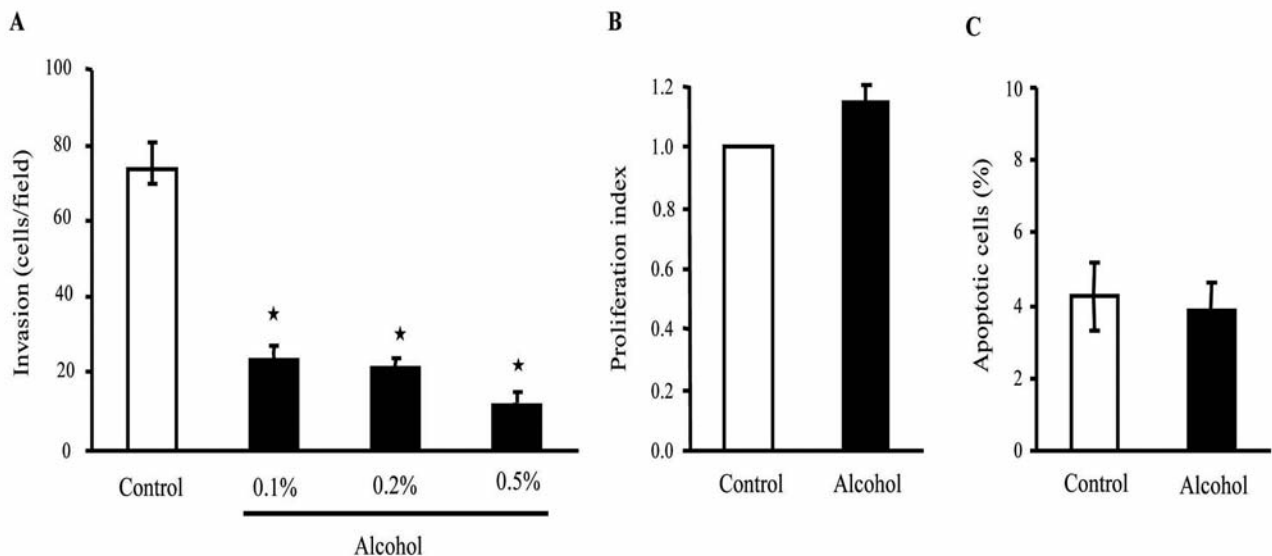 A
Invasion (cells/field)
100
80
60
40
20
0
★
★
★
Control
0.1%
0.2%
0.5%
Alcohol
B
Proliferation index
1.2
1.0
0.8
0.6
0.4
0.2
0.0
Control
Alcohol
C
Apoptotic cells (%)
10
8
6
4
2
0
Control
Alcohol